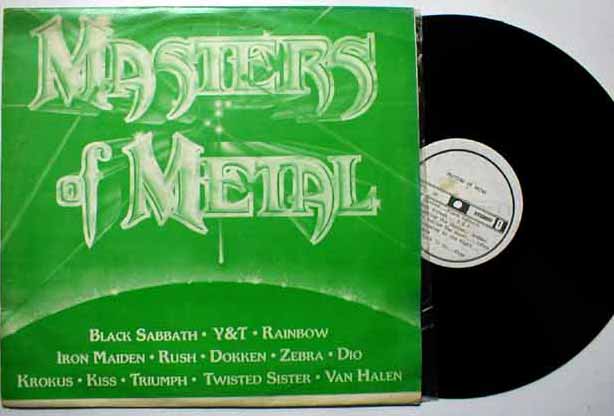 MASTERS
of METAL
BLACK SABBATH • Y&T • RAINBOW
IRON MAIDEN • RUSH • DOKKEN • ZEBRA • DIO
KROKUS • KISS • TRIUMPH • TWISTED SISTER • VAN HALEN